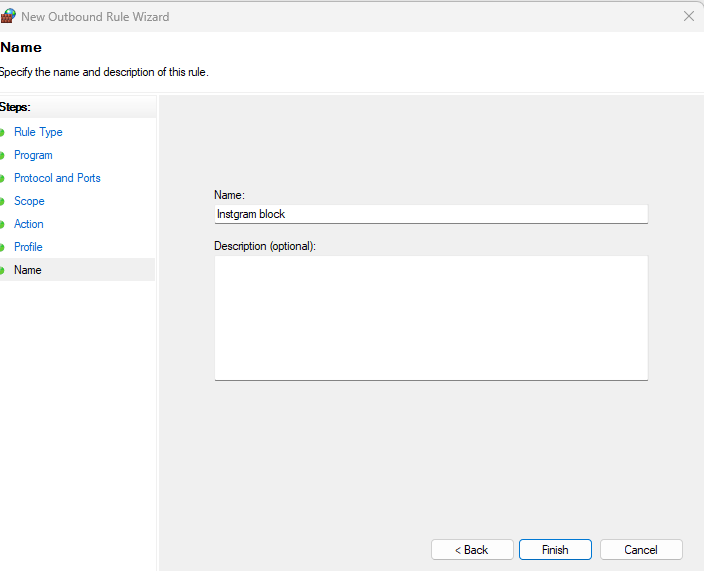 New Outbound Rule Wizard
Name
Specify the name and description of this rule.
Steps:
Rule Type
Program
Protocol and Ports
Scope
Action
Profile
Name
Name:
Instgram block
Description (optional):
< Back
Finish
Cancel